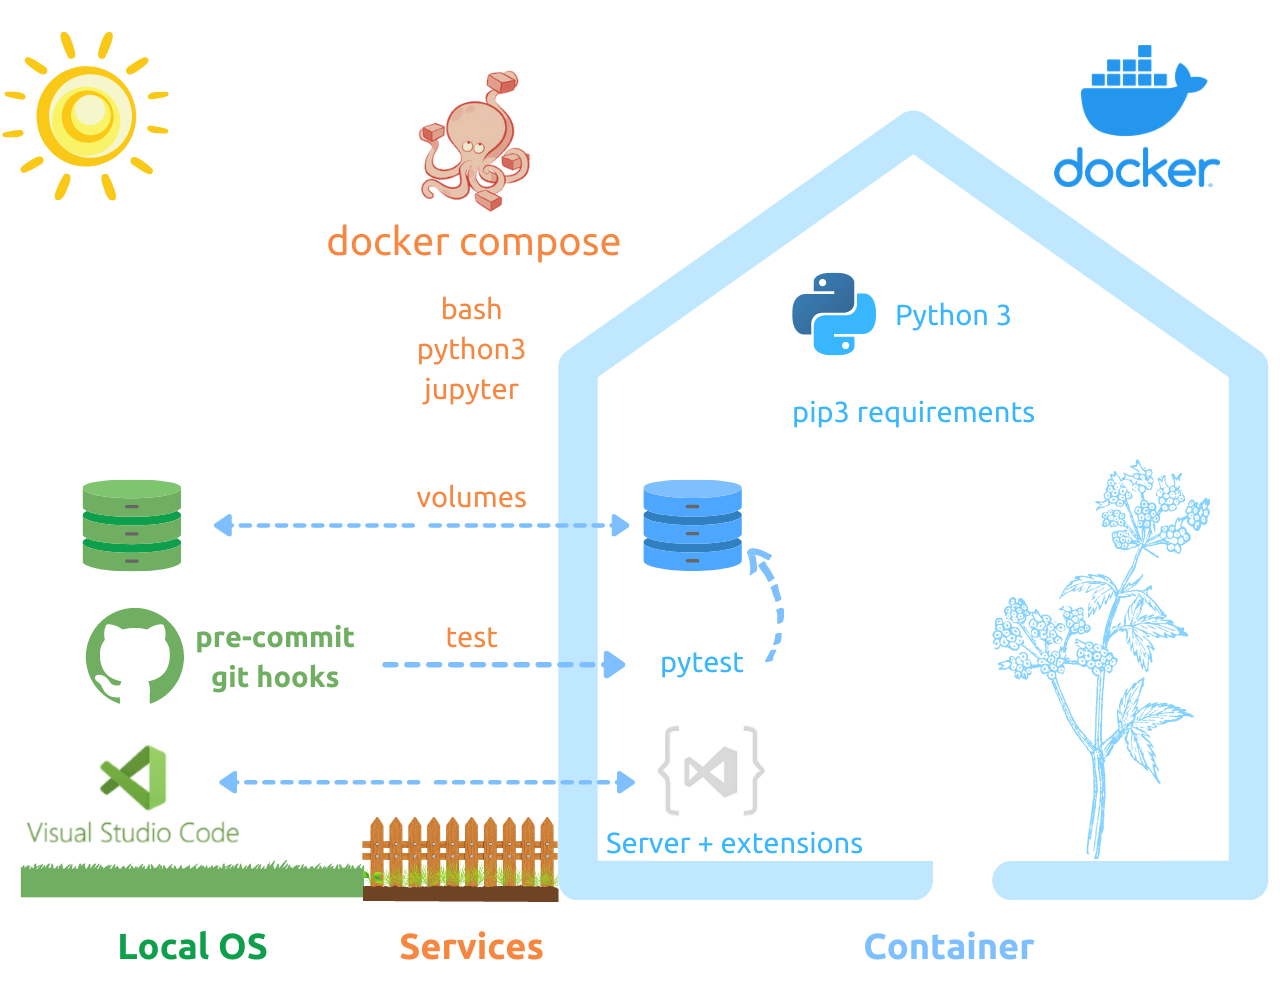 docker
docker compose
bash
python3
jupyter
Python 3
pip3 requirements
volumes
pre-commit
git hooks
test
pytest
Visual Studio Code
Server + extensions
Local OS
Services
Container